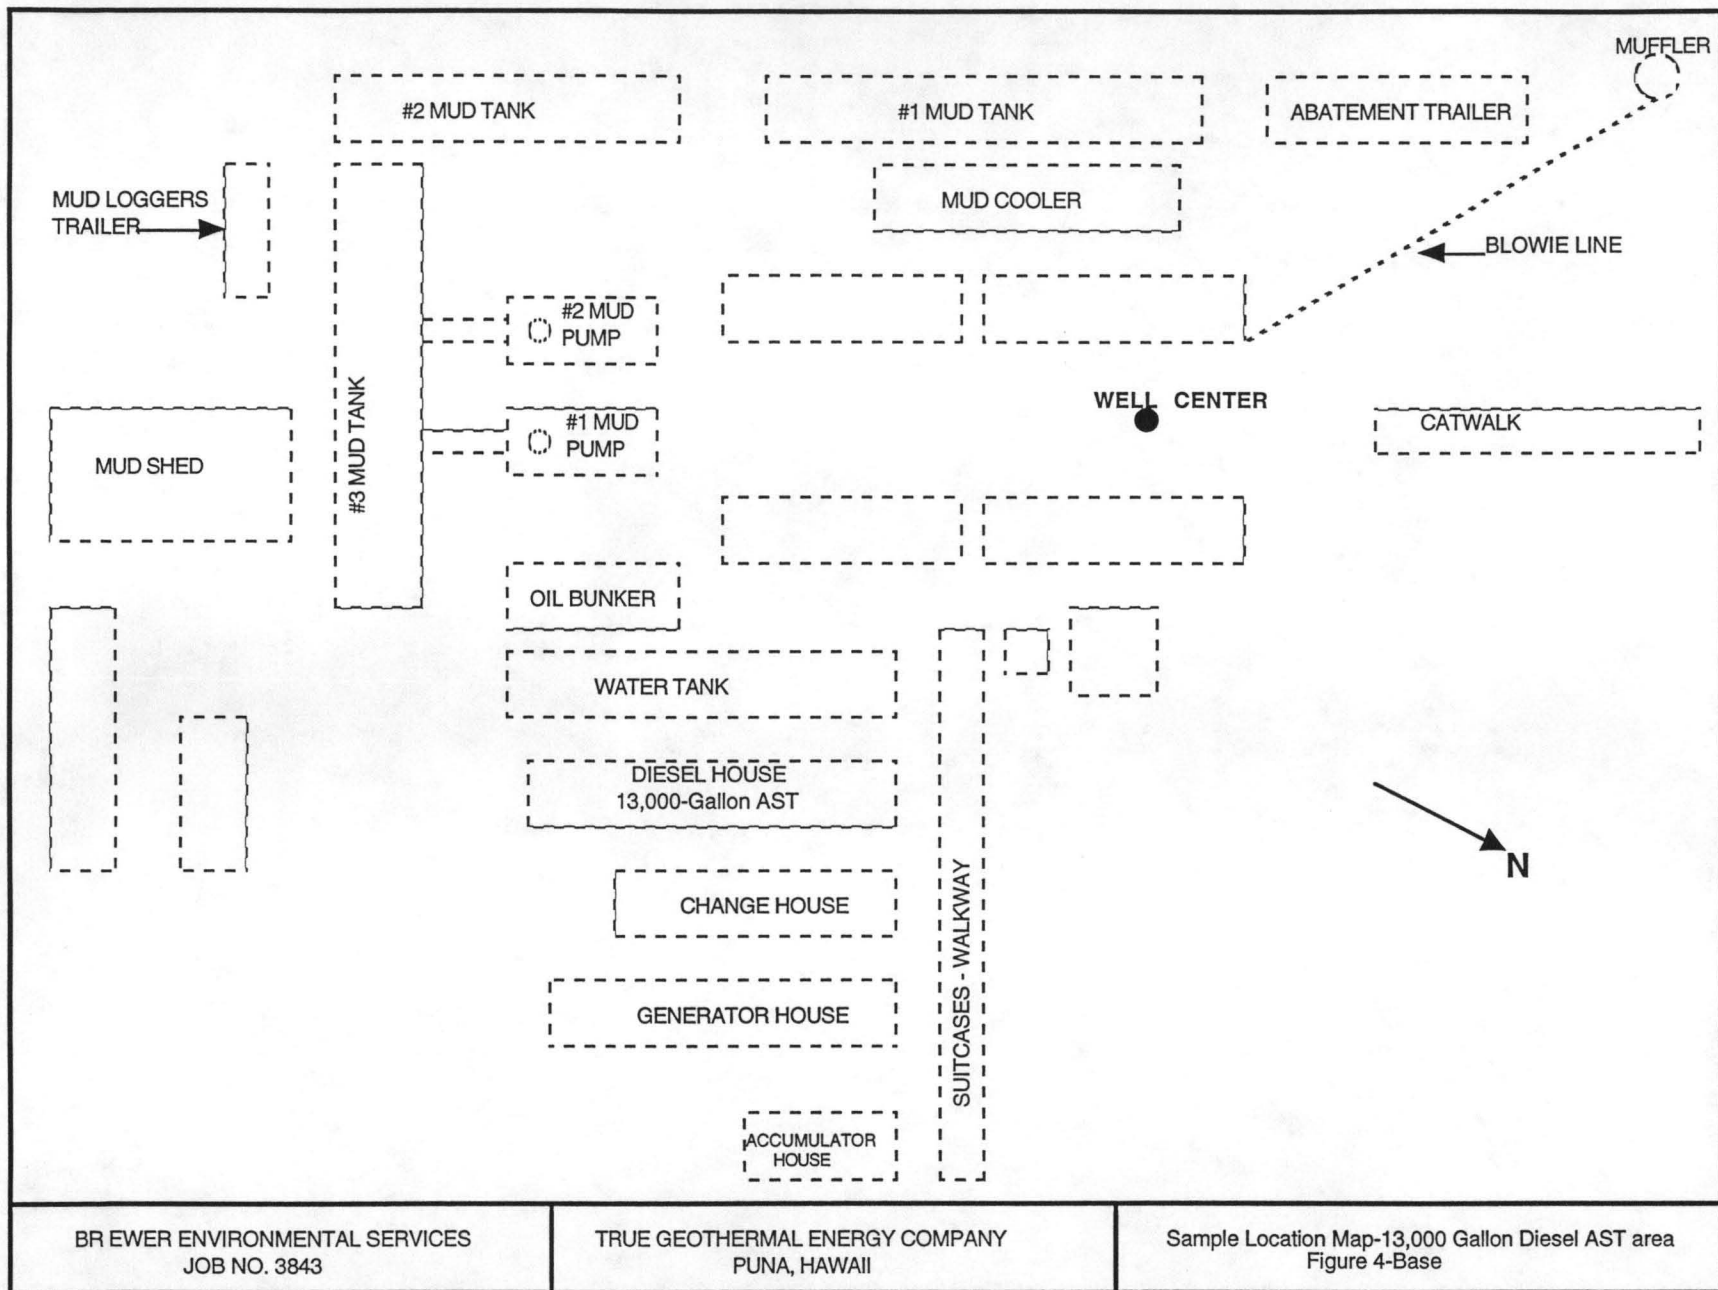 MUFFLER
#2 MUD TANK
#1 MUD TANK
ABATEMENT TRAILER
MUD LOGGERS
TRAILER
MUD COOLER
BLOWIE LINE
#2 MUD
PUMP
WELL CENTER
#3 MUD TANK
#1 MUD
PUMP
CATWALK
MUD SHED
OIL BUNKER
WATER TANK
DIESEL HOUSE
13,000-Gallon AST
N
CHANGE HOUSE
SUITCASES - WALKWAY
GENERATOR HOUSE
ACCUMULATOR
HOUSE
BR EWER ENVIRONMENTAL SERVICES
JOB NO. 3843
TRUE GEOTHERMAL ENERGY COMPANY
PUNA, HAWAII
Sample Location Map-13,000 Gallon Diesel AST area
Figure 4-Base